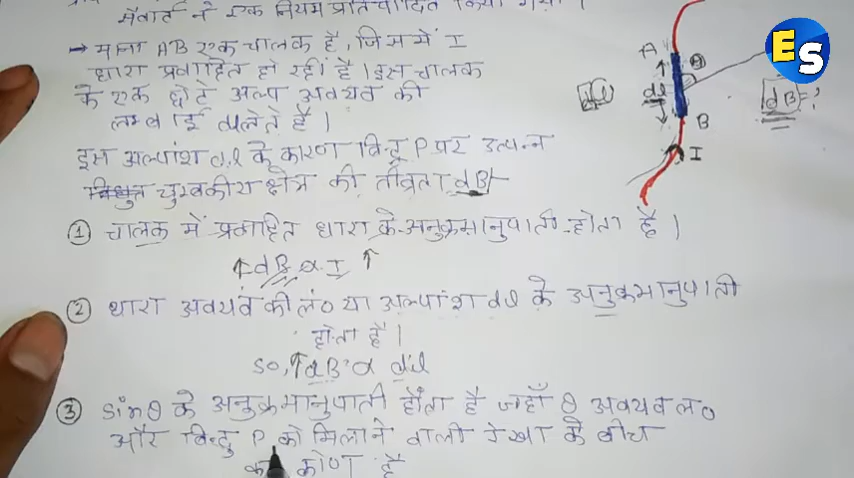 ने एक नियम प्रतिपादित किया गया।
→ माना AB एक चालक है, जिसमें I
धारा प्रवाहित हो रही है। इस चालक
के एक छोटे अल्प अवयव की
लम्बाई dl लेते है।
इस अल्पांश dl के कारण बिन्दु P पर उत्पन्न
चुम्बकीय क्षेत्र की तीव्रता dB
① चालक में प्रवाहित धारा के अनुक्रमानुपाती होता है।
↑dB α I ↑
② धारा अवयव की लं० या अल्पांश dl के अनुक्रमानुपाती
होता है।
so, ↑dB α dl
③ sinθ के अनुक्रमानुपाती होता है जहाँ θ अवयव लं०
और बिन्दु P को मिलाने वाली रेखा के बीच
का कोण है
A
θ
dl
dl
B
I
dB = ?
ES